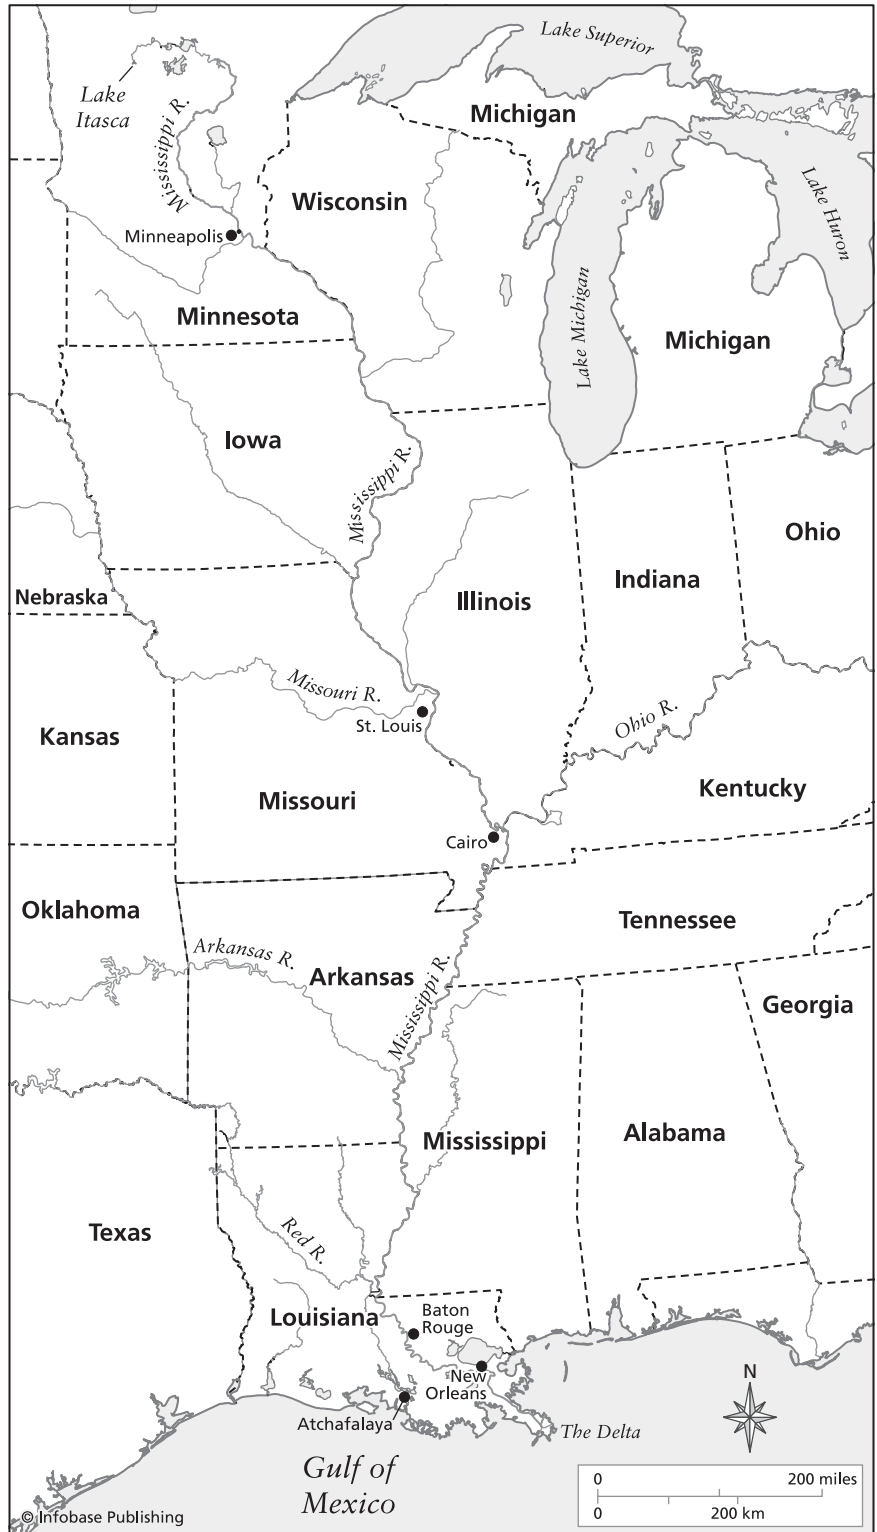 Lake Superior
Lake
Itasca
Mississippi R.
Michigan
Wisconsin
Lake Huron
Minneapolis
Lake Michigan
Minnesota
Michigan
Iowa
Mississippi R.
Ohio
Indiana
Nebraska
Illinois
Missouri R.
St. Louis
Ohio R.
Kansas
Missouri
Kentucky
Cairo
Oklahoma
Tennessee
Arkansas R.
Arkansas
Mississippi R.
Georgia
Mississippi
Alabama
Texas
Red R.
Louisiana
Baton
Rouge
New
Orleans
Atchafalaya
The Delta
N
Gulf of
Mexico
0 200 miles
0 200 km
© Infobase Publishing